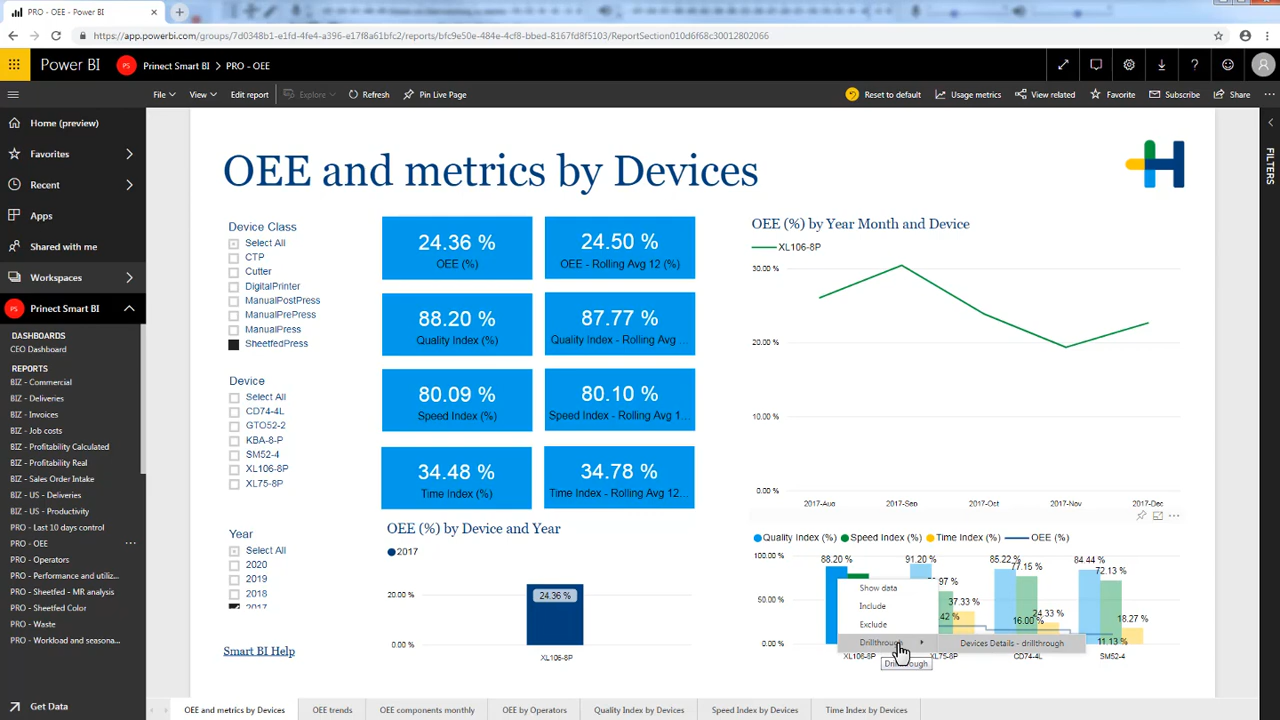 PRO - OEE - Power BI
https://app.powerbi.com/groups/7d0348b1-e1fd-4fe4-a396-e17f8a61bfc2/reports/bfc9e50e-484e-4cf8-bbed-8167fd8f5103/ReportSection010d6f68c30012802066
Power BI
PS
Prinect Smart BI > PRO - OEE
File
View
Edit report
Explore
Refresh
Pin Live Page
Reset to default
Usage metrics
View related
Favorite
Subscribe
Share
Home (preview)
Favorites
Recent
Apps
Shared with me
Workspaces
PS
Prinect Smart BI
DASHBOARDS
CEO Dashboard
REPORTS
BIZ - Commercial
BIZ - Deliveries
BIZ - Invoices
BIZ - Job costs
BIZ - Profitability Calculated
BIZ - Profitability Real
BIZ - Sales Order Intake
BIZ - US - Deliveries
BIZ - US - Productivity
PRO - Last 10 days control
PRO - OEE
PRO - Operators
PRO - Performance and utiliz...
PRO - Sheetfed - MR analysis
PRO - Sheetfed Color
PRO - Waste
PRO - Workload and seasona...
Get Data
OEE and metrics by Devices
Device Class
Select All
CTP
Cutter
DigitalPrinter
ManualPostPress
ManualPrePress
ManualPress
SheetfedPress
Device
Select All
CD74-4L
GTO52-2
KBA-8-P
SM52-4
XL106-8P
XL75-8P
Year
Select All
2020
2019
2018
2017
Smart BI Help
24.36 %
OEE (%)
24.50 %
OEE - Rolling Avg 12 (%)
88.20 %
Quality Index (%)
87.77 %
Quality Index - Rolling Avg ...
80.09 %
Speed Index (%)
80.10 %
Speed Index - Rolling Avg 1...
34.48 %
Time Index (%)
34.78 %
Time Index - Rolling Avg 12...
OEE (%) by Device and Year
2017
20.00 %
24.36 %
0.00 %
XL106-8P
OEE (%) by Year Month and Device
XL106-8P
30.00 %
20.00 %
10.00 %
0.00 %
2017-Aug
2017-Sep
2017-Oct
2017-Nov
2017-Dec
Quality Index (%)
Speed Index (%)
Time Index (%)
OEE (%)
100.00 %
50.00 %
0.00 %
88.20 %
91.20 %
85.22 %
77.15 %
84.44 %
72.13 %
37.33 %
24.33 %
16.00 %
18.27 %
11.13 %
XL106-8P
XL75-8P
CD74-4L
SM52-4
Show data
Include
Exclude
Drillthrough
Devices Details - drillthrough
Drillthrough
FILTERS
OEE and metrics by Devices
OEE trends
OEE components monthly
OEE by Operators
Quality Index by Devices
Speed Index by Devices
Time Index by Devices